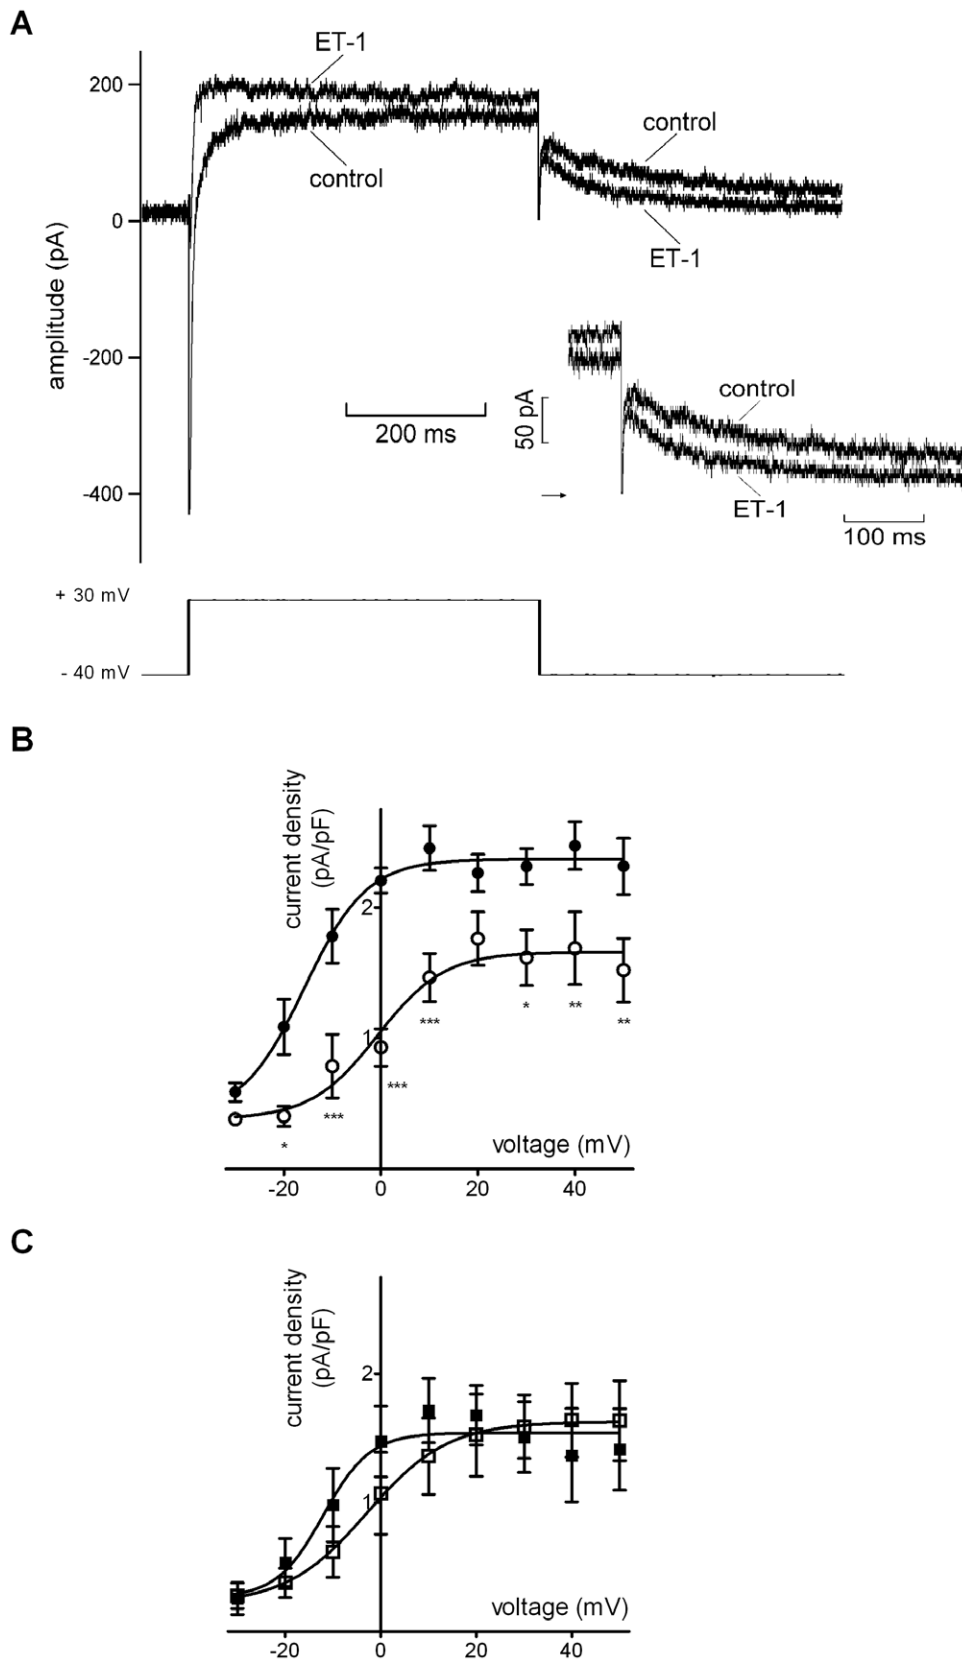 A
ET-1
200
control
control
0
ET-1
amplitude (pA)
-200
control
50 pA
200 ms
-400
ET-1
100 ms
+ 30 mV
- 40 mV
B
current density
(pA/pF)
2
1
***
*
**
**
***
***
*
voltage (mV)
-20 0 20 40
C
current density
(pA/pF)
2
1
voltage (mV)
-20 0 20 40